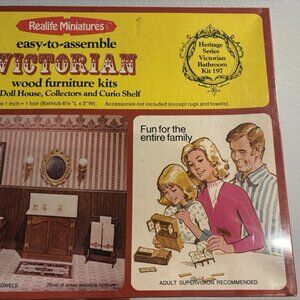 Realife Miniatures
easy-to-assemble
VICTORIAN
wood furniture kits
Doll House, Collectors and Curio Shelf
1 inch = 1 foot (Bathtub 6¼" L x 3" W).
Accessories not included (except rugs and towels).
Heritage
Series
Victorian
Bathroom
Kit 197
Fun for the
entire family
OWELS.
Photo of actual miniature furniture
ADULT SUPERVISION RECOMMENDED